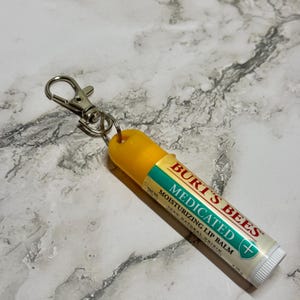 BURT'S BEES
MEDICATED
MOISTURIZING LIP BALM